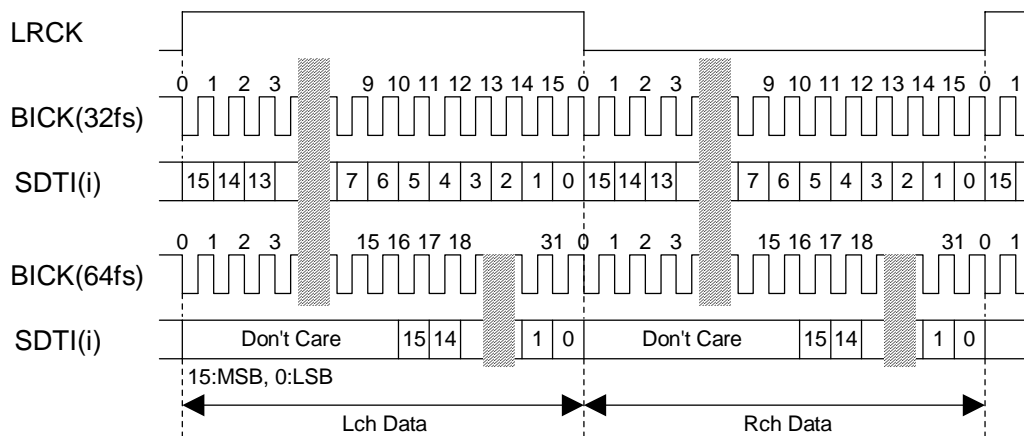 LRCK
0 1 2 3 9 10 11 12 13 14 15 0 1 2 3 9 10 11 12 13 14 15 0 1
BICK(32fs)
SDTI(i) 15 14 13 7 6 5 4 3 2 1 0 15 14 13 7 6 5 4 3 2 1 0 15
0 1 2 3 15 16 17 18 31 0 1 2 3 15 16 17 18 31 0 1
BICK(64fs)
SDTI(i) Don't Care 15 14 1 0 Don't Care 15 14 1 0
15:MSB, 0:LSB
Lch Data Rch Data